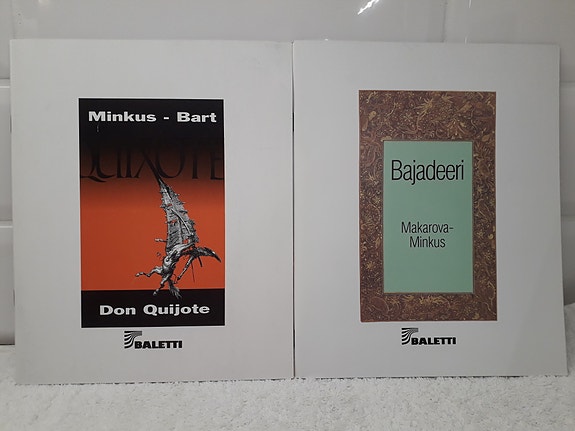 Minkus - Bart
QUIXOTE
Don Quijote
BALETTI
Bajadeeri
Makarova-
Minkus
BALETTI